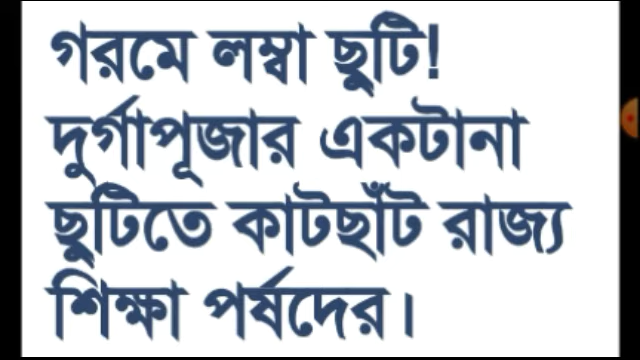 গরমে লম্বা ছুটি!
দুর্গাপূজার একটানা
ছুটিতে কাটছাঁট রাজ্য
শিক্ষা পর্ষদের।